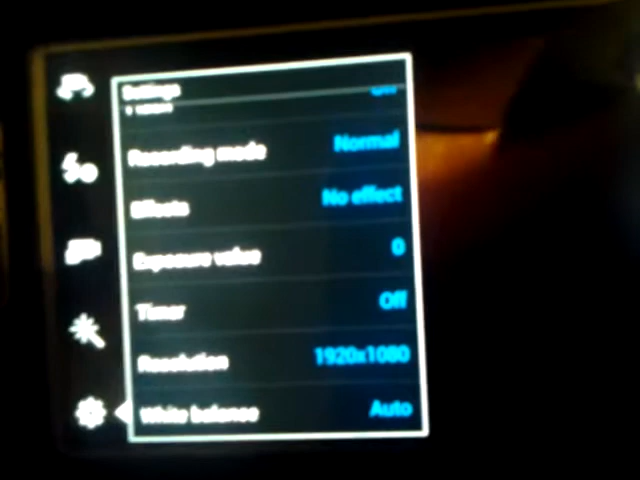 Settings
Recording mode Normal
Effects No effect
Exposure value 0
Timer Off
Resolution 1920x1080
White balance Auto